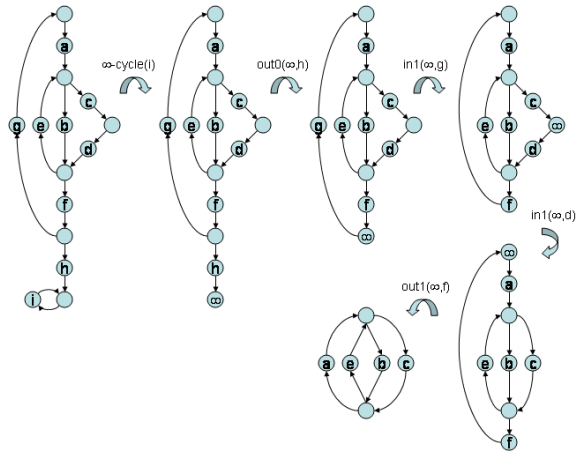 ∞-cycle(i)
out0(∞,h)
in1(∞,g)
in1(∞,d)
out1(∞,f)
a
c
g
e
b
d
f
h
i
a
c
g
e
b
d
f
h
∞
a
c
g
e
b
d
f
∞
a
c
e
b
∞
d
f
∞
a
e
b
c
f
a
e
b
c